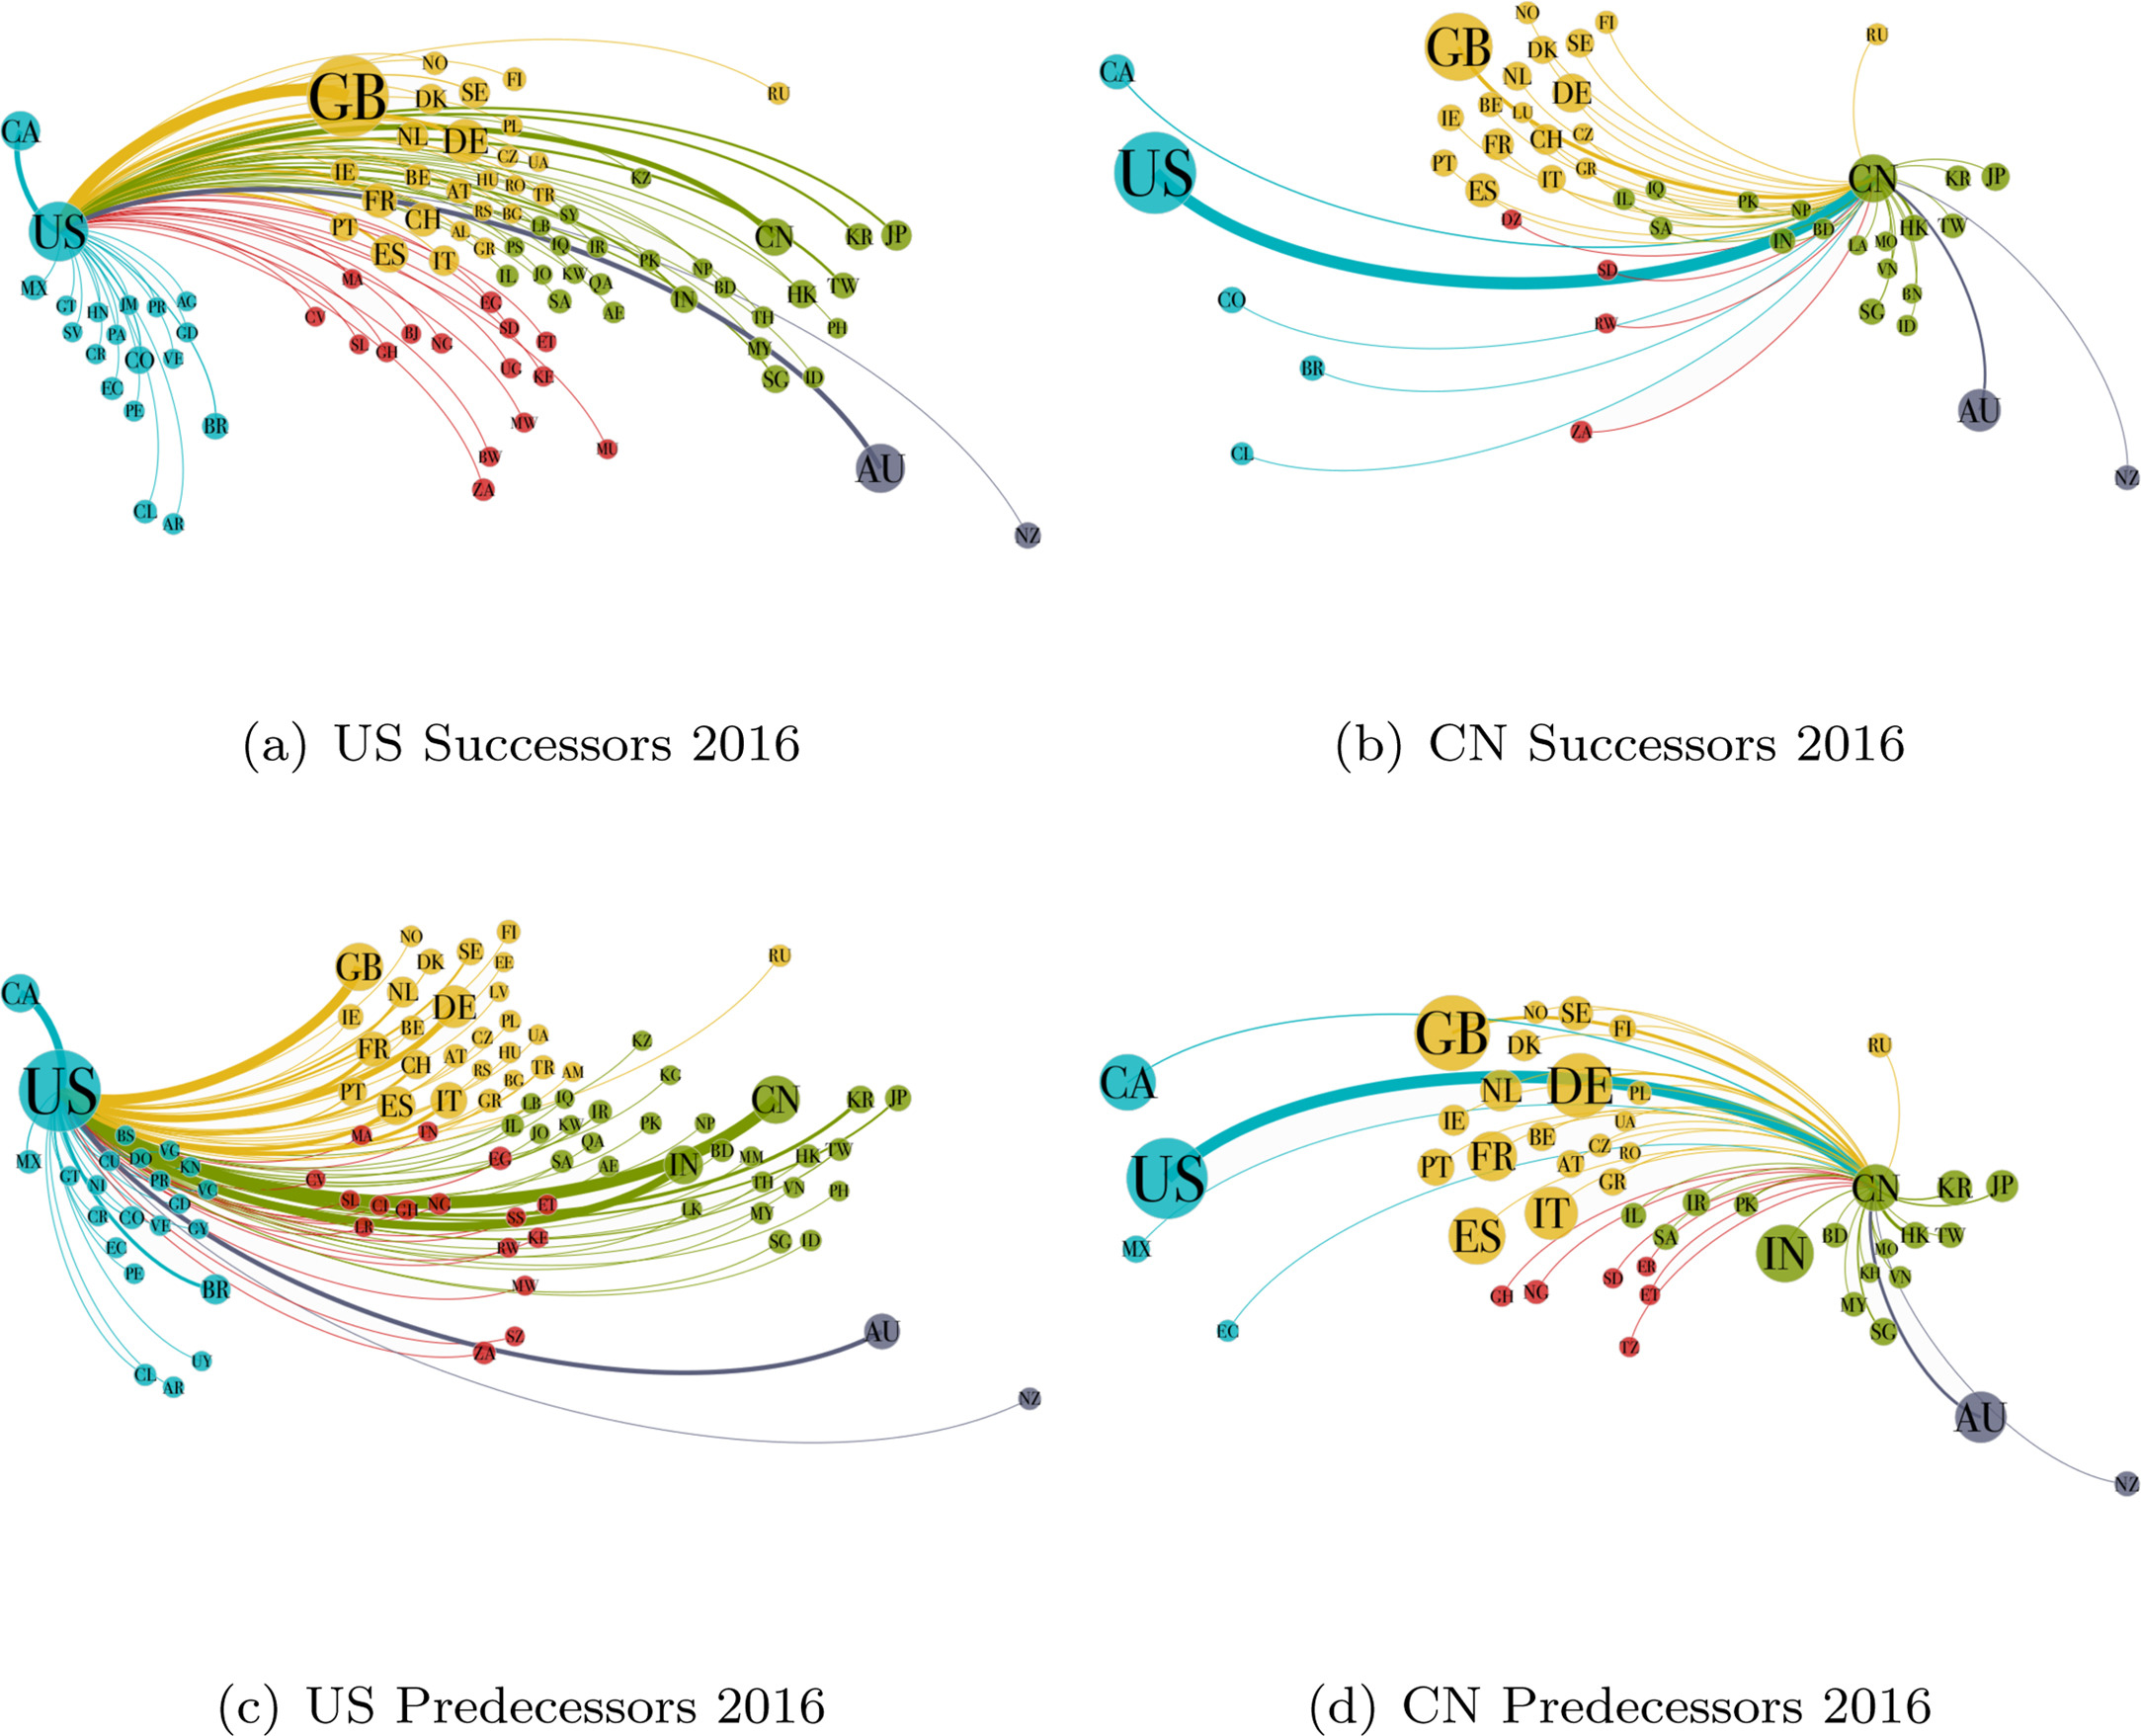 NO
FI
GB
DK
SE
RU
CA
NL
DE
PL
CZ
UA
IE
BE
AT
HU
RO
TR
KZ
FR
CH
RS
BG
SY
US
PT
AL
LB
CN
KR
JP
ES
IT
GR
PS
IQ
IR
PK
NP
MX
MA
IL
JO
KW
QA
BD
HK
TW
GT
HN
JM
PR
AG
CV
EG
SA
AE
IN
TH
PH
SV
PA
GD
SL
GH
BJ
NG
SD
ET
CR
CO
VE
UG
KE
MY
SG
ID
EC
PE
BR
MW
MU
BW
ZA
AU
CL
AR
NZ
(a) US Successors 2016
NO
FI
RU
GB
DK
SE
CA
NL
DE
BE
LU
IE
FR
CH
CZ
US
PT
ES
IT
GR
IL
IQ
PK
NP
CN
KR
JP
DZ
SA
IN
BD
LA
MO
HK
TW
SD
VN
CO
RW
SG
BN
ID
BR
ZA
AU
CL
NZ
(b) CN Successors 2016
NO
FI
GB
DK
SE
EE
RU
CA
NL
DE
LV
IE
BE
PL
UA
FR
CH
AT
CZ
HU
TR
AM
KZ
US
PT
ES
IT
RS
BG
GR
KG
CN
KR
JP
BS
MA
TN
LB
IQ
IR
IL
JO
KW
QA
PK
NP
MX
CU
DO
VG
KN
EG
SA
AE
IN
BD
MM
HK
TW
GT
NI
PR
VC
CV
TH
VN
PH
CR
CO
VE
GD
GY
SL
CI
GH
NG
LR
ET
SS
LK
MY
EC
PE
BR
RW
KE
SG
ID
MW
SZ
ZA
AU
UY
CL
AR
NZ
(c) US Predecessors 2016
GB
NO
SE
FI
DK
RU
CA
NL
DE
PL
IE
BE
UA
US
PT
FR
AT
CZ
RO
GR
CN
KR
JP
MX
ES
IT
IL
IR
PK
SA
IN
BD
MO
HK
TW
GH
NG
SD
ER
ET
KH
VN
EC
TZ
MY
SG
AU
NZ
(d) CN Predecessors 2016